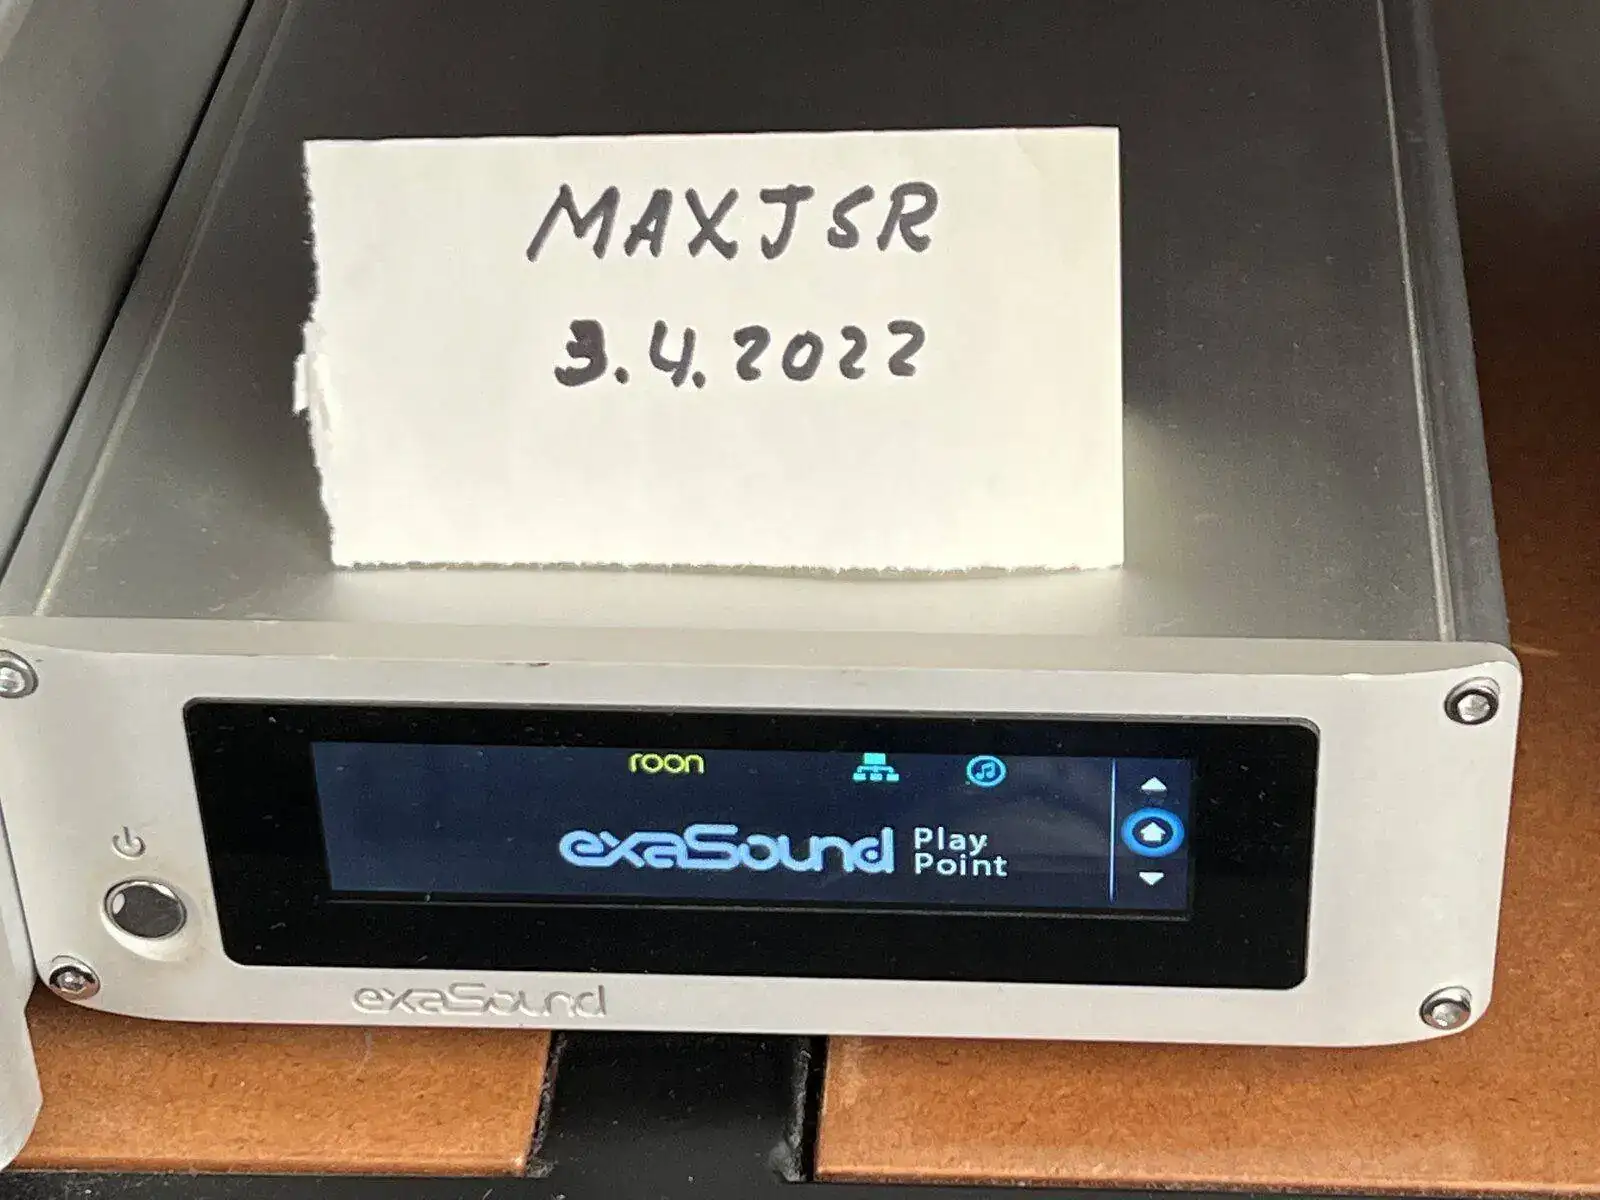 MAXJSR
3.4.2022
roon
exaSound Play
Point
exaSound